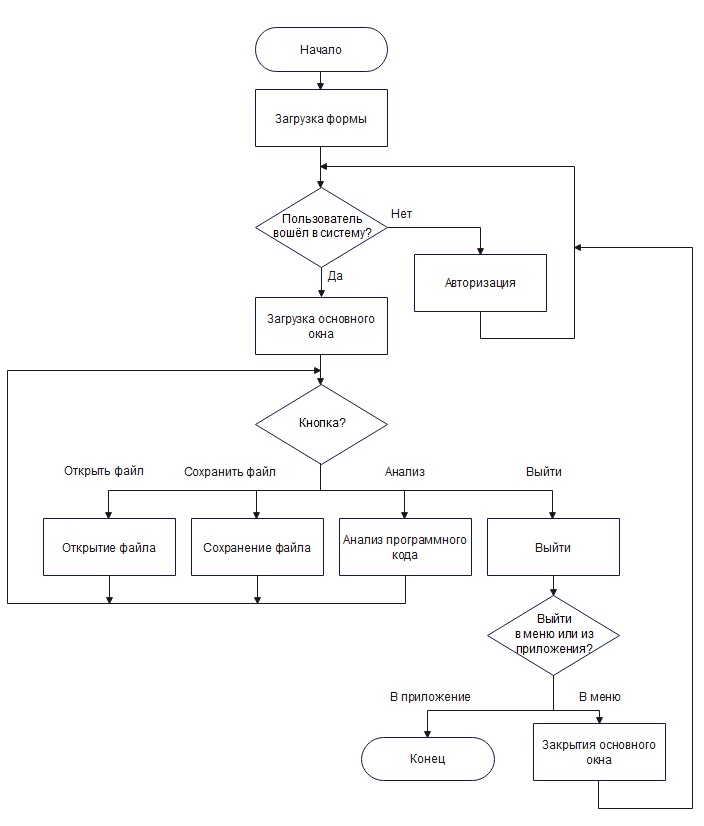 Начало
Загрузка формы
Пользователь
вошёл в систему?
Нет
Авторизация
Да
Загрузка основного
окна
Кнопка?
Открыть файл
Сохранить файл
Анализ
Выйти
Открытие файла
Сохранение файла
Анализ программного
кода
Выйти
Выйти
в меню или из
приложения?
В приложение
В меню
Конец
Закрытия основного
окна